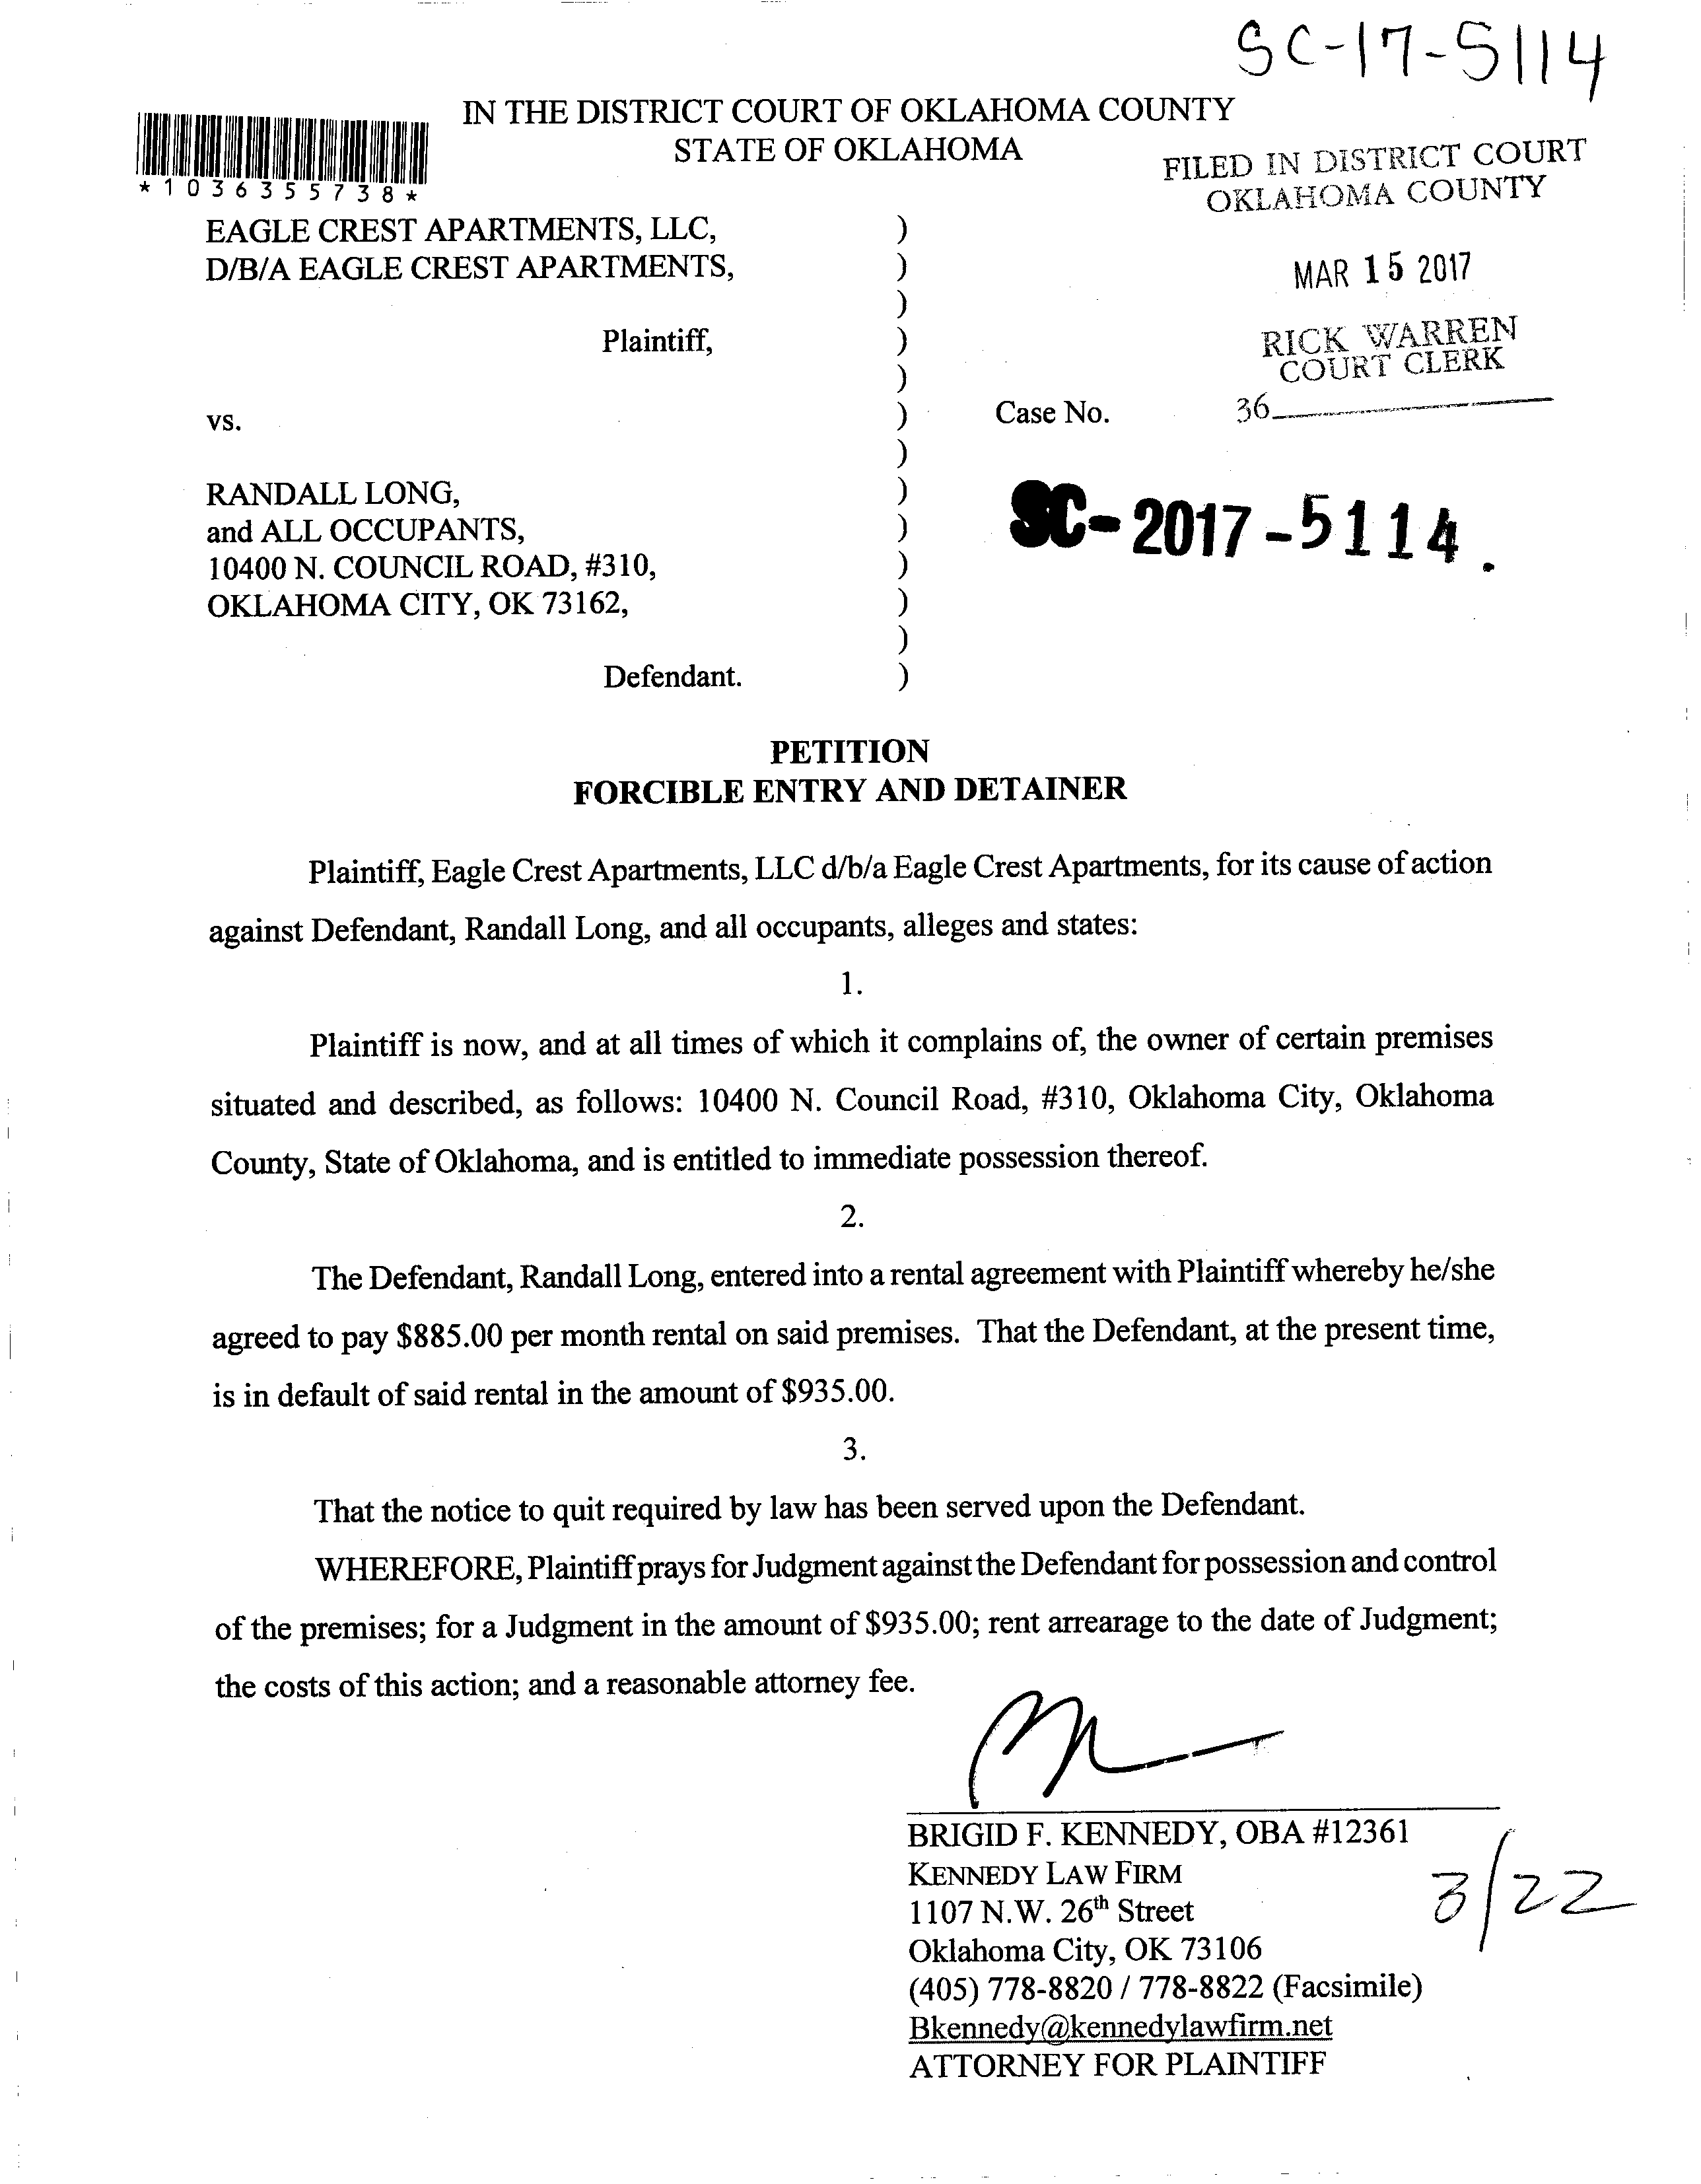 SC-17-5114
IN THE DISTRICT COURT OF OKLAHOMA COUNTY
STATE OF OKLAHOMA
*1036355738*
FILED IN DISTRICT COURT
OKLAHOMA COUNTY
MAR 15 2017
RICK WARREN
COURT CLERK
36
EAGLE CREST APARTMENTS, LLC, )
D/B/A EAGLE CREST APARTMENTS, )
)
Plaintiff, )
)
vs. ) Case No.
)
RANDALL LONG, )
and ALL OCCUPANTS, ) SC-2017-5114.
10400 N. COUNCIL ROAD, #310, )
OKLAHOMA CITY, OK 73162, )
)
Defendant. )
PETITION
FORCIBLE ENTRY AND DETAINER
Plaintiff, Eagle Crest Apartments, LLC d/b/a Eagle Crest Apartments, for its cause of action
against Defendant, Randall Long, and all occupants, alleges and states:
1.
Plaintiff is now, and at all times of which it complains of, the owner of certain premises
situated and described, as follows: 10400 N. Council Road, #310, Oklahoma City, Oklahoma
County, State of Oklahoma, and is entitled to immediate possession thereof.
2.
The Defendant, Randall Long, entered into a rental agreement with Plaintiff whereby he/she
agreed to pay $885.00 per month rental on said premises. That the Defendant, at the present time,
is in default of said rental in the amount of $935.00.
3.
That the notice to quit required by law has been served upon the Defendant.
WHEREFORE, Plaintiff prays for Judgment against the Defendant for possession and control
of the premises; for a Judgment in the amount of $935.00; rent arrearage to the date of Judgment;
the costs of this action; and a reasonable attorney fee.
BRIGID F. KENNEDY, OBA #12361
KENNEDY LAW FIRM
1107 N.W. 26th Street
Oklahoma City, OK 73106
(405) 778-8820 / 778-8822 (Facsimile)
Bkennedy@kennedylawfirm.net
ATTORNEY FOR PLAINTIFF
3/22